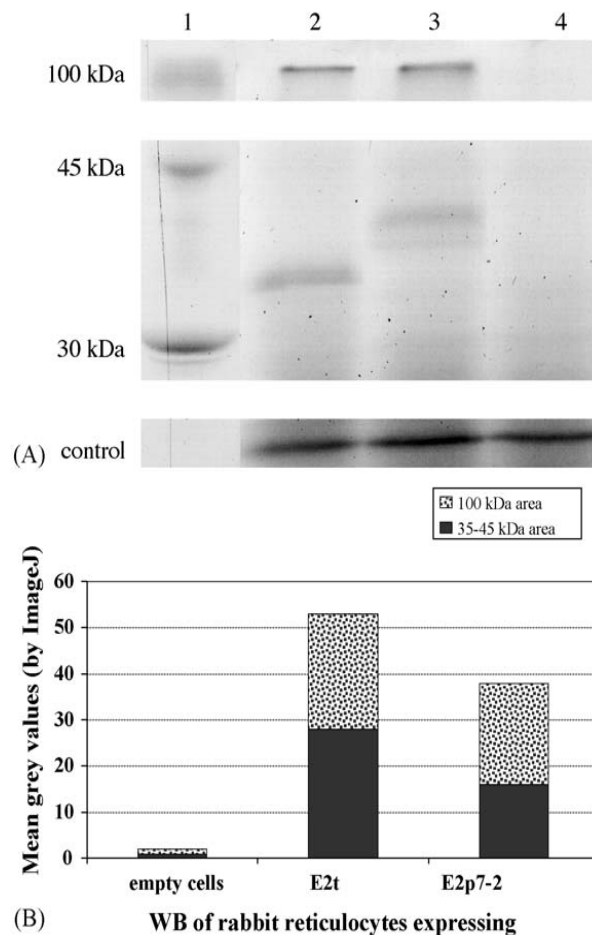 1 2 3 4
100 kDa
45 kDa
30 kDa
(A) control
100 kDa area
35-45 kDa area
Mean grey values (by ImageJ)
60
50
40
30
20
10
0
empty cells E2t E2p7-2
(B) WB of rabbit reticulocytes expressing